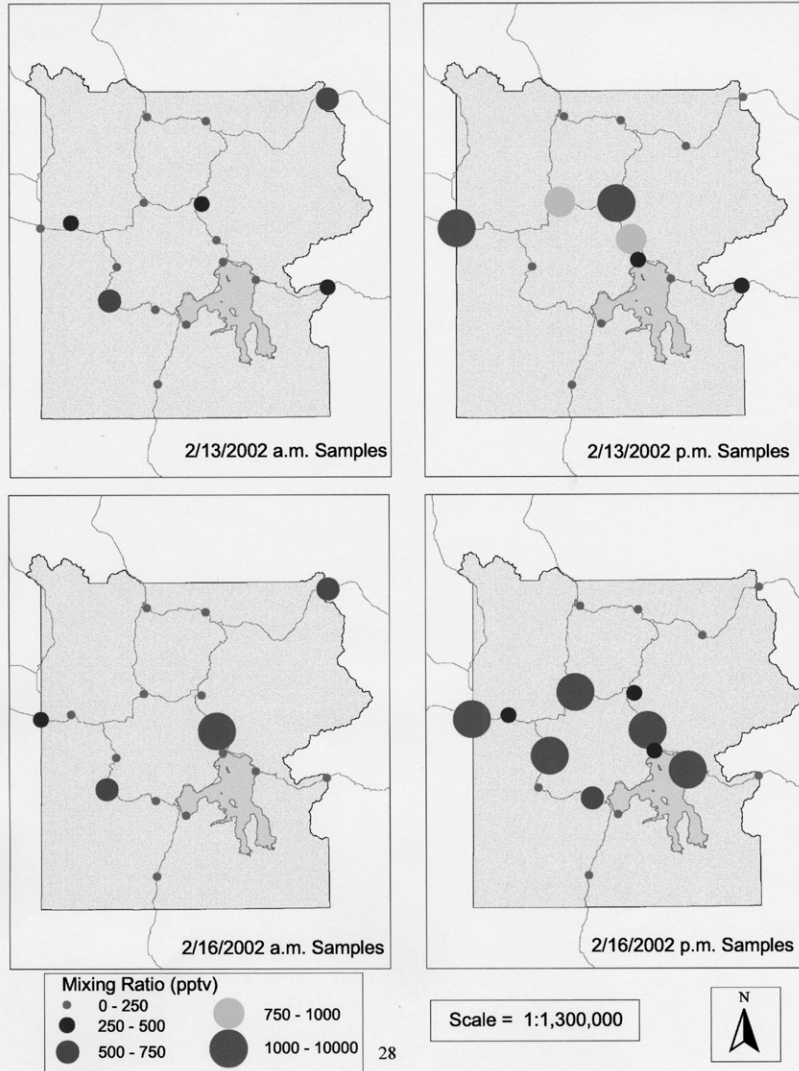 2/13/2002 a.m. Samples
2/13/2002 p.m. Samples
2/16/2002 a.m. Samples
2/16/2002 p.m. Samples
Mixing Ratio (pptv)
0 - 250
250 - 500
500 - 750
750 - 1000
1000 - 10000
28
Scale = 1:1,300,000
N